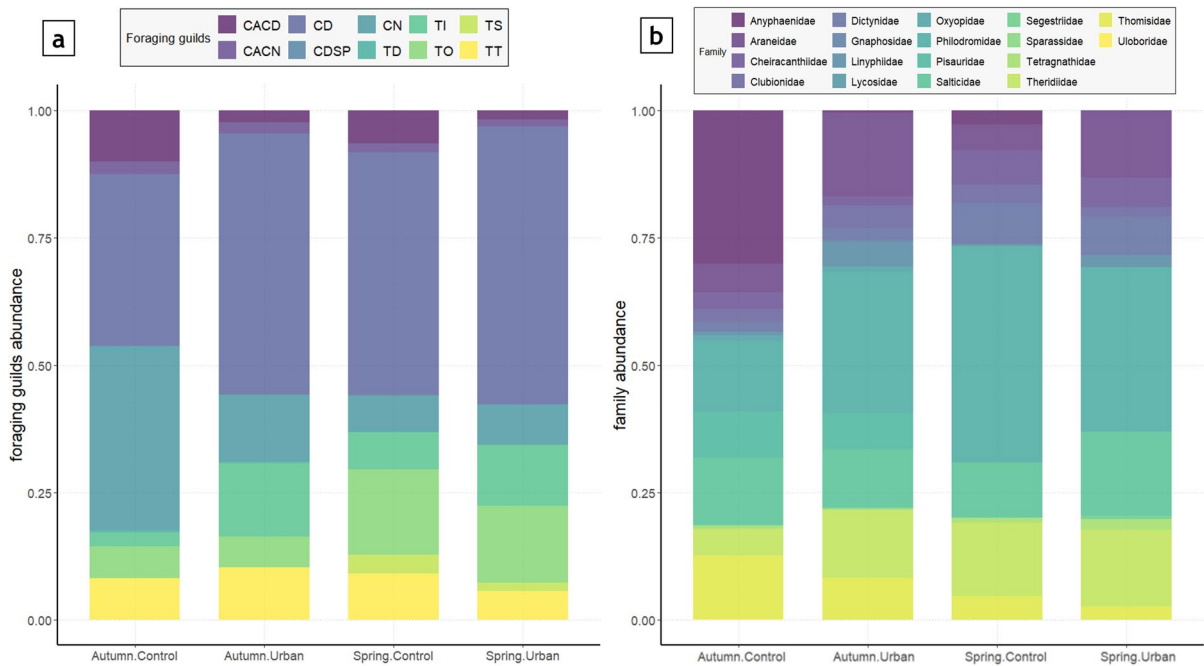 a
Foraging guilds
CACD CD CN TI TS
CACN CDSP TD TO TT
foraging guilds abundance
1.00
0.75
0.50
0.25
0.00
Autumn.Control Autumn.Urban Spring.Control Spring.Urban
b
Family
Anyphaenidae Dictynidae Oxyopidae Segestriidae Thomisidae
Araneidae Gnaphosidae Philodromidae Sparassidae Uloboridae
Cheiracanthiidae Linyphiidae Pisauridae Tetragnathidae
Clubionidae Lycosidae Salticidae Theridiidae
family abundance
1.00
0.75
0.50
0.25
0.00
Autumn.Control Autumn.Urban Spring.Control Spring.Urban